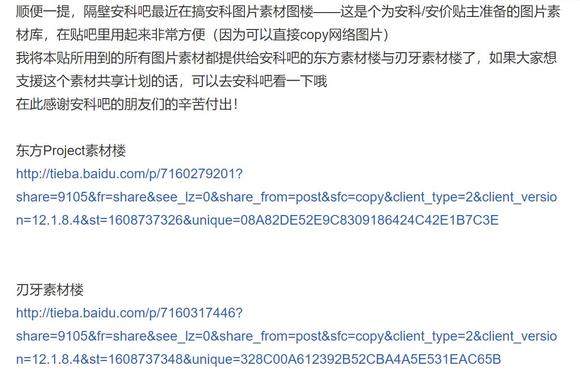 顺便一提，隔壁安科吧最近在搞安科图片素材图楼——这是个为安科/安价贴主准备的图片素
材库，在贴吧里用起来非常方便（因为可以直接copy网络图片）
我将本贴所用到的所有图片素材都提供给安科吧的东方素材楼与刃牙素材楼了，如果大家想
支援这个素材共享计划的话，可以去安科吧看一下哦
在此感谢安科吧的朋友们的辛苦付出！
东方Project素材楼
http://tieba.baidu.com/p/7160279201?
share=9105&fr=share&see_lz=0&share_from=post&sfc=copy&client_type=2&client_versio
n=12.1.8.4&st=1608737326&unique=08A82DE52E9C8309186424C42E1B7C3E
刃牙素材楼
http://tieba.baidu.com/p/7160317446?
share=9105&fr=share&see_lz=0&share_from=post&sfc=copy&client_type=2&client_versio
n=12.1.8.4&st=1608737348&unique=328C00A612392B52CBA4A5E531EAC65B